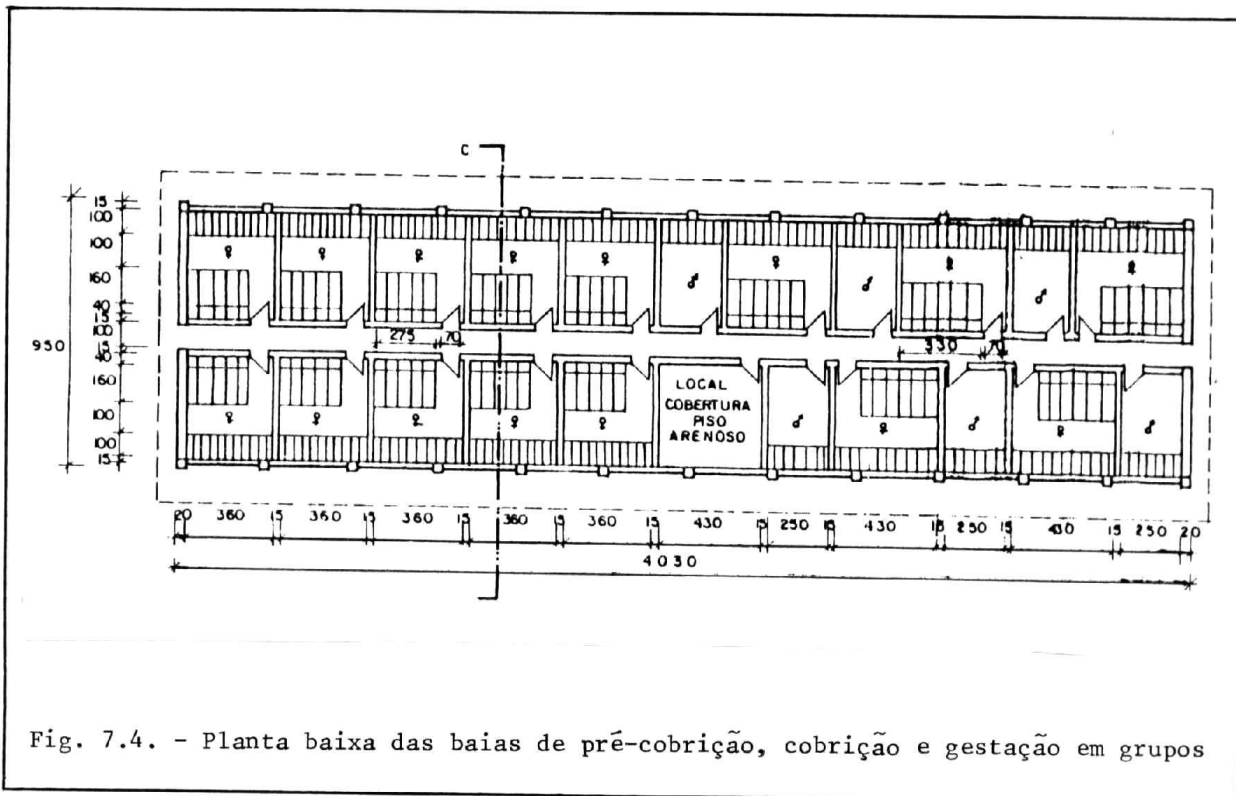 C
15
100
100
160
40
15
100
15
40
160
100
100
15
950
♀ ♀ ♀ ♀ ♀ ♂ ♀ ♂ ♀ ♂ ♀
275 70
330 70
♀ ♀ ♀ ♀ ♀ ♂ ♀ ♂ ♀ ♂
LOCAL
COBERTURA
PISO
ARENOSO
20 360 15 360 15 360 15 360 15 360 15 430 15 250 15 430 15 250 15 430 15 250 20
4030
Fig. 7.4. - Planta baixa das baias de pré-cobrição, cobrição e gestação em grupos